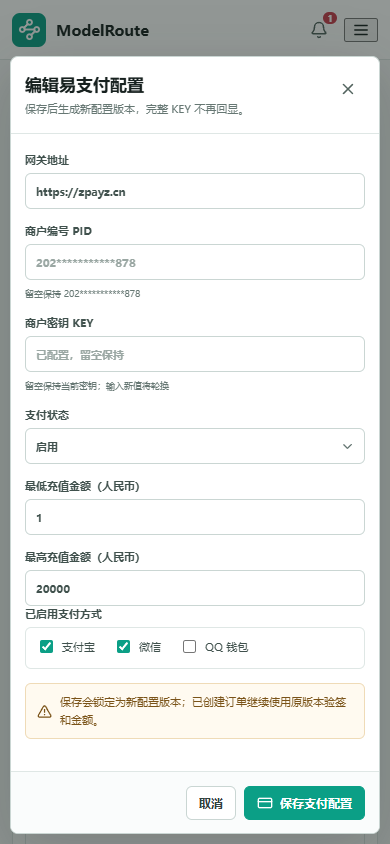 ModelRoute
1
编辑易支付配置
保存后生成新配置版本，完整 KEY 不再回显。
网关地址
https://zpayz.cn
商户编号 PID
202***********878
留空保持 202***********878
商户密钥 KEY
已配置，留空保持
留空保持当前密钥；输入新值将轮换
支付状态
启用
最低充值金额（人民币）
1
最高充值金额（人民币）
20000
已启用支付方式
支付宝 微信 QQ 钱包
保存会锁定为新配置版本；已创建订单继续使用原版本验签
和金额。
取消 保存支付配置